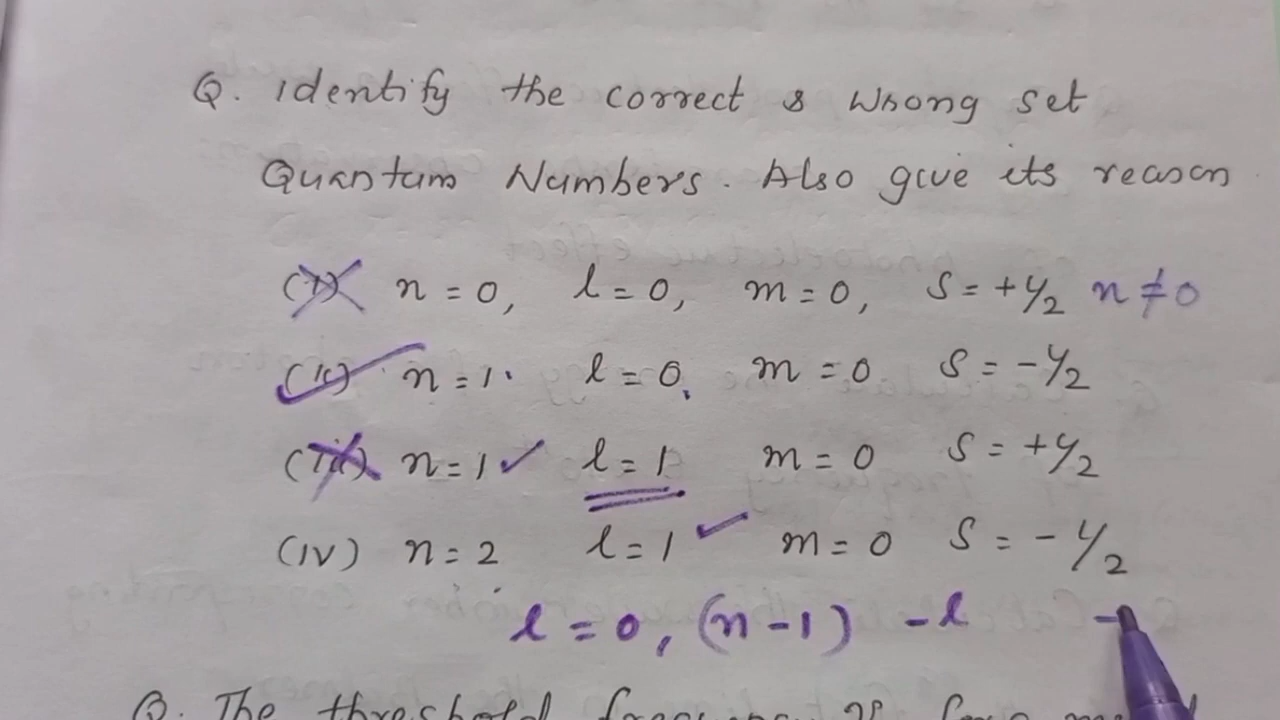 Q. Identify the correct & Wrong set
Quantum Numbers. Also give its reason
(i) n = 0, l = 0, m = 0, S = +1/2 n ≠ 0
(ii) n = 1. l = 0, m = 0 S = -1/2
(iii) n = 1 ✓ l = 1 m = 0 S = +1/2
(IV) n = 2 l = 1 ✓ m = 0 S = - 1/2
l = 0, (n - 1) - l -
Q. The threshold